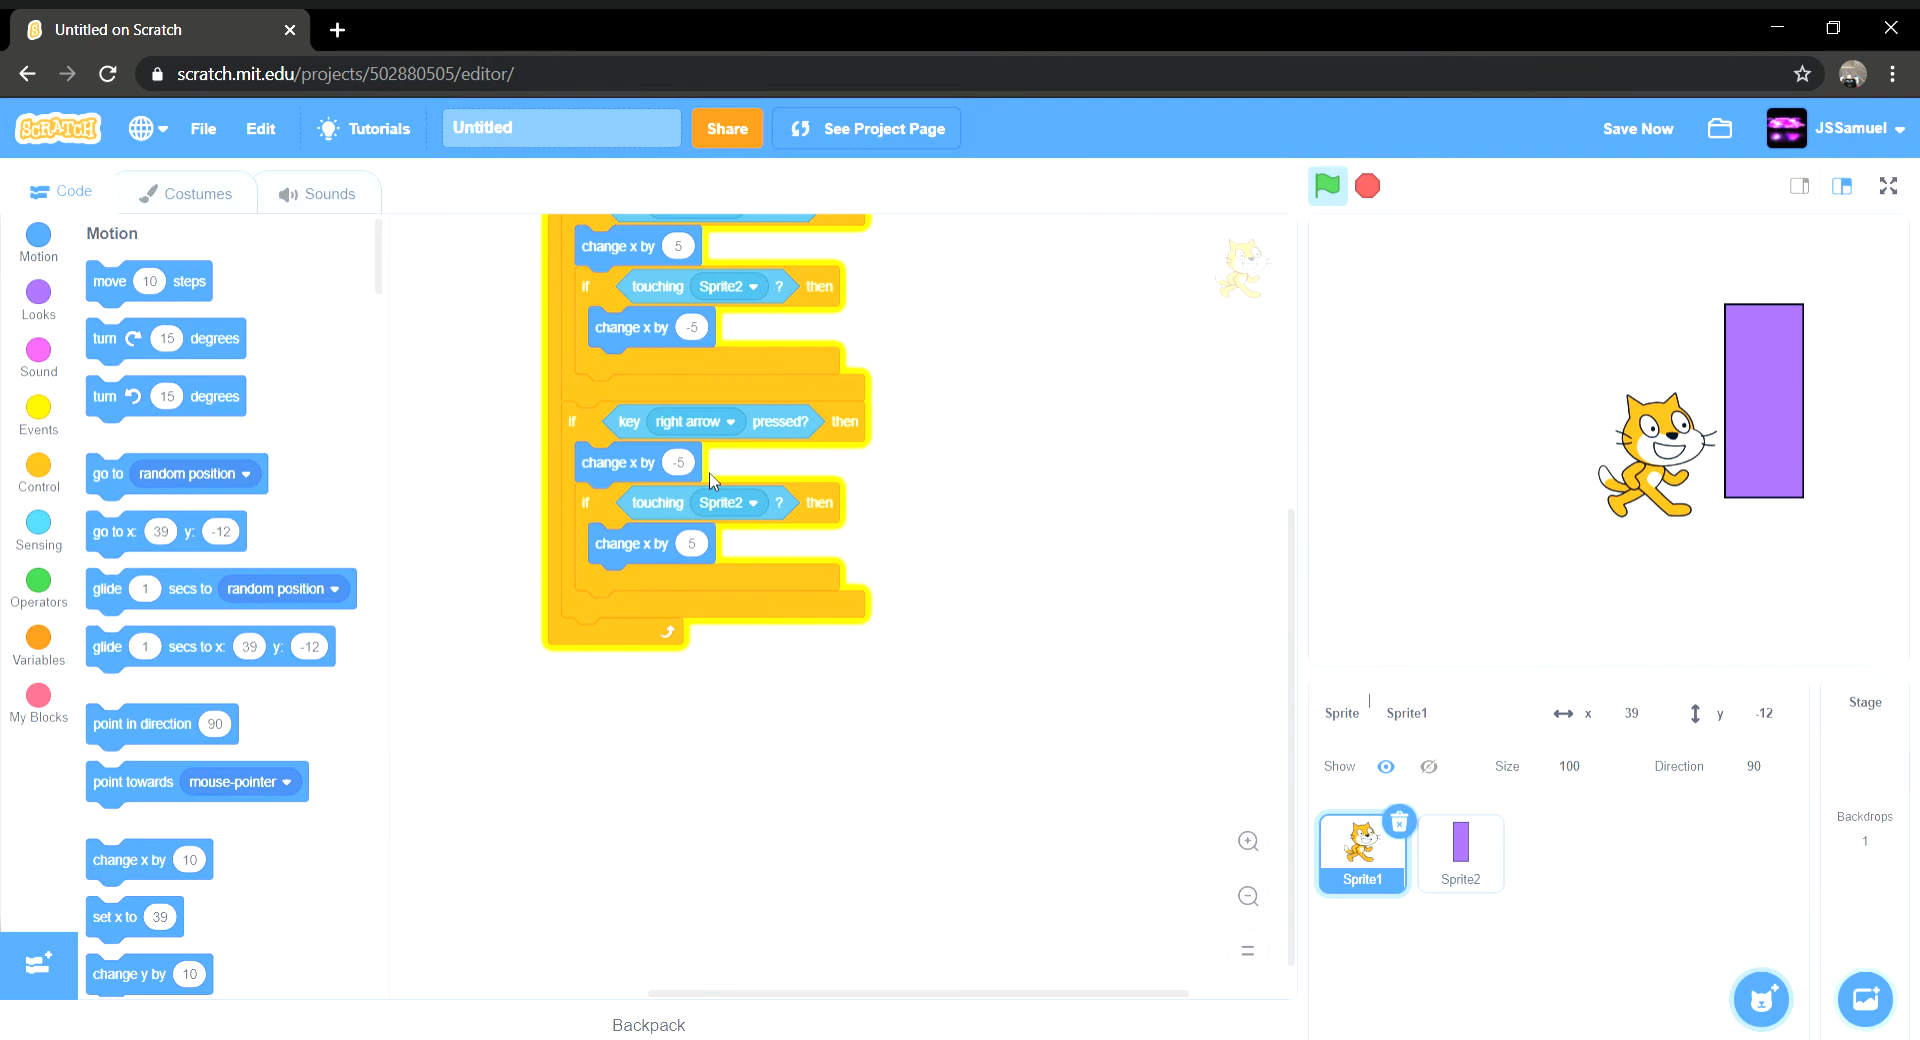 Untitled on Scratch
scratch.mit.edu/projects/502880505/editor/
SCRATCH File Edit Tutorials Untitled Share See Project Page Save Now JSSamuel
Code Costumes Sounds
Motion
Looks
Sound
Events
Control
Sensing
Operators
Variables
My Blocks
Motion
move 10 steps
turn 15 degrees
turn 15 degrees
go to random position
go to x: 39 y: -12
glide 1 secs to random position
glide 1 secs to x: 39 y: -12
point in direction 90
point towards mouse-pointer
change x by 10
set x to 39
change y by 10
change x by 5
if touching Sprite2 ? then
change x by -5
if key right arrow pressed? then
change x by -5
if touching Sprite2 ? then
change x by 5
Backpack
Sprite Sprite1 x 39 y -12
Show Size 100 Direction 90
Sprite1
Sprite2
Stage
Backdrops
1